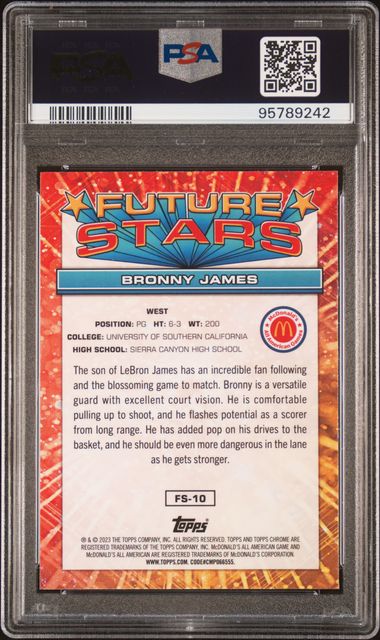 PSA
PSA
95789242
FUTURE
STARS
BRONNY JAMES
WEST
POSITION: PG HT: 6-3 WT: 200
COLLEGE: UNIVERSITY OF SOUTHERN CALIFORNIA
HIGH SCHOOL: SIERRA CANYON HIGH SCHOOL
McDonald's
All American Games
The son of LeBron James has an incredible fan following
and the blossoming game to match. Bronny is a versatile
guard with excellent court vision. He is comfortable
pulling up to shoot, and he flashes potential as a scorer
from long range. He has added pop on his drives to the
basket, and he should be even more dangerous in the lane
as he gets stronger.
FS-10
Topps
® & © 2023 THE TOPPS COMPANY, INC. ALL RIGHTS RESERVED. TOPPS AND TOPPS CHROME ARE
REGISTERED TRADEMARKS OF THE TOPPS COMPANY, INC. McDONALD'S ALL AMERICAN GAME AND
McDONALD'S ALL AMERICAN ARE REGISTERED TRADEMARKS OF McDONALD'S CORPORATION.
WWW.TOPPS.COM. CODE#CMP066555.